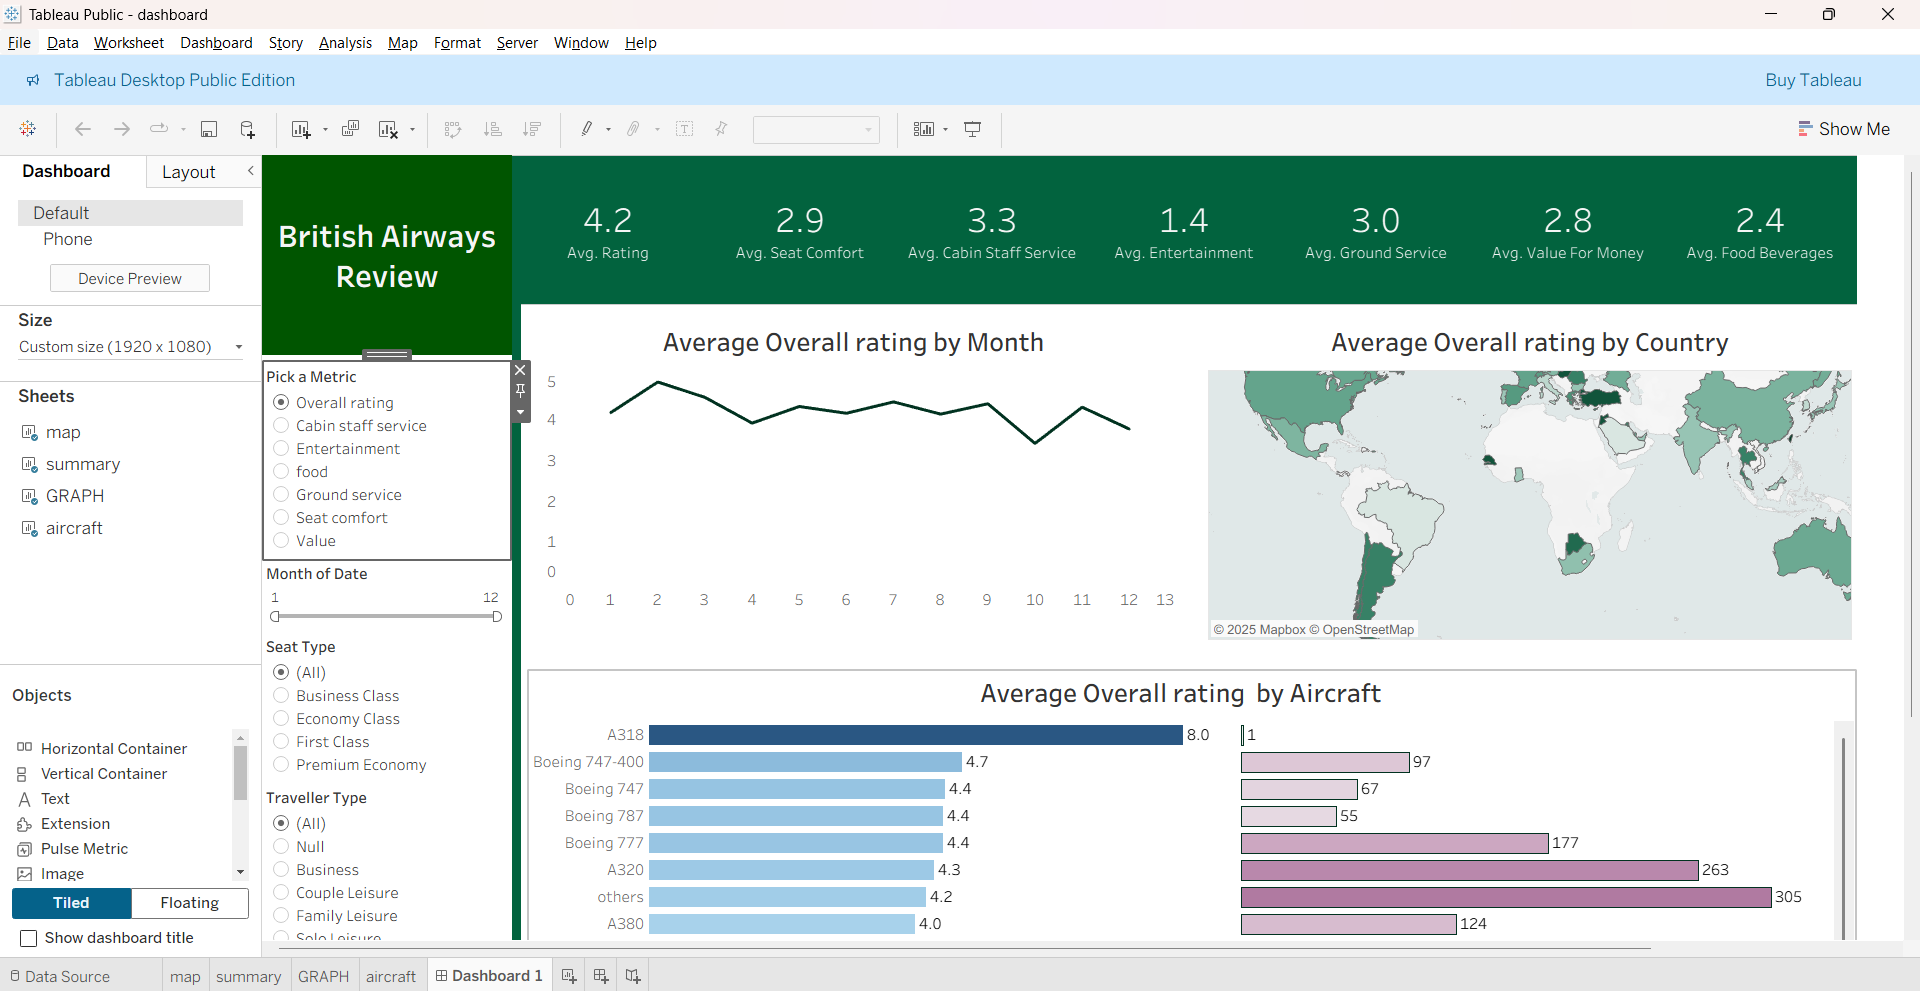 Tableau Public - dashboard
File Data Worksheet Dashboard Story Analysis Map Format Server Window Help
Tableau Desktop Public Edition
Buy Tableau
Show Me
Dashboard
Layout
Default
Phone
Device Preview
Size
Custom size (1920 x 1080)
Sheets
map
summary
GRAPH
aircraft
Objects
Horizontal Container
Vertical Container
Text
Extension
Pulse Metric
Image
Tiled
Floating
Show dashboard title
British Airways
Review
Pick a Metric
Overall rating
Cabin staff service
Entertainment
food
Ground service
Seat comfort
Value
Month of Date
1 12
Seat Type
(All)
Business Class
Economy Class
First Class
Premium Economy
Traveller Type
(All)
Null
Business
Couple Leisure
Family Leisure
Solo Leisure
4.2 2.9 3.3 1.4 3.0 2.8 2.4
Avg. Rating Avg. Seat Comfort Avg. Cabin Staff Service Avg. Entertainment Avg. Ground Service Avg. Value For Money Avg. Food Beverages
Average Overall rating by Month
5
4
3
2
1
0
0 1 2 3 4 5 6 7 8 9 10 11 12 13
Average Overall rating by Country
© 2025 Mapbox © OpenStreetMap
Average Overall rating by Aircraft
A318 8.0 1
Boeing 747-400 4.7 97
Boeing 747 4.4 67
Boeing 787 4.4 55
Boeing 777 4.4 177
A320 4.3 263
others 4.2 305
A380 4.0 124
Data Source map summary GRAPH aircraft Dashboard 1